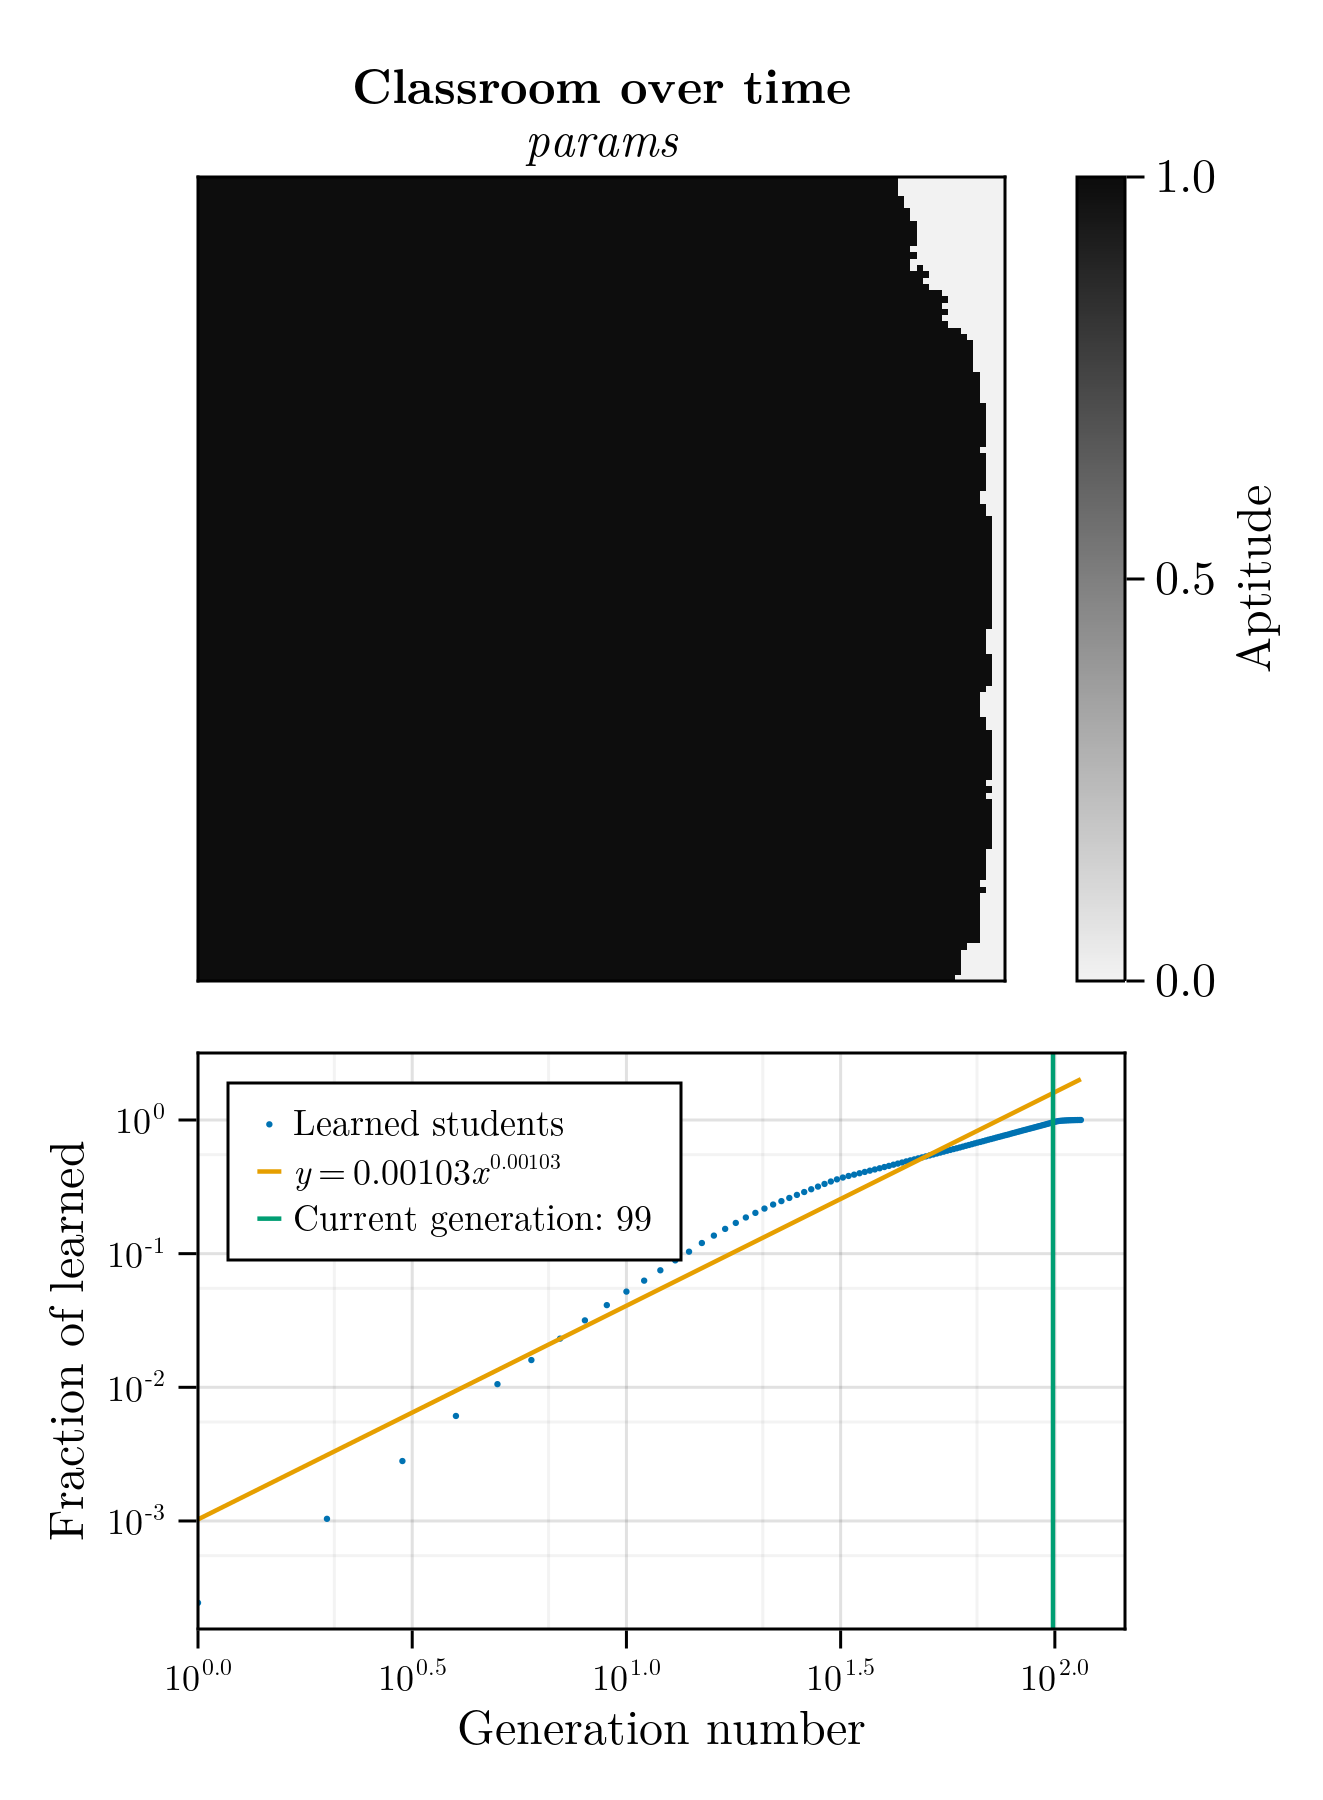 Classroom over time
params
1.0
0.5
0.0
Aptitude
10^0
10^-1
10^-2
10^-3
Fraction of learned
Learned students
y = 0.00103x^0.00103
Current generation: 99
10^0.0 10^0.5 10^1.0 10^1.5 10^2.0
Generation number